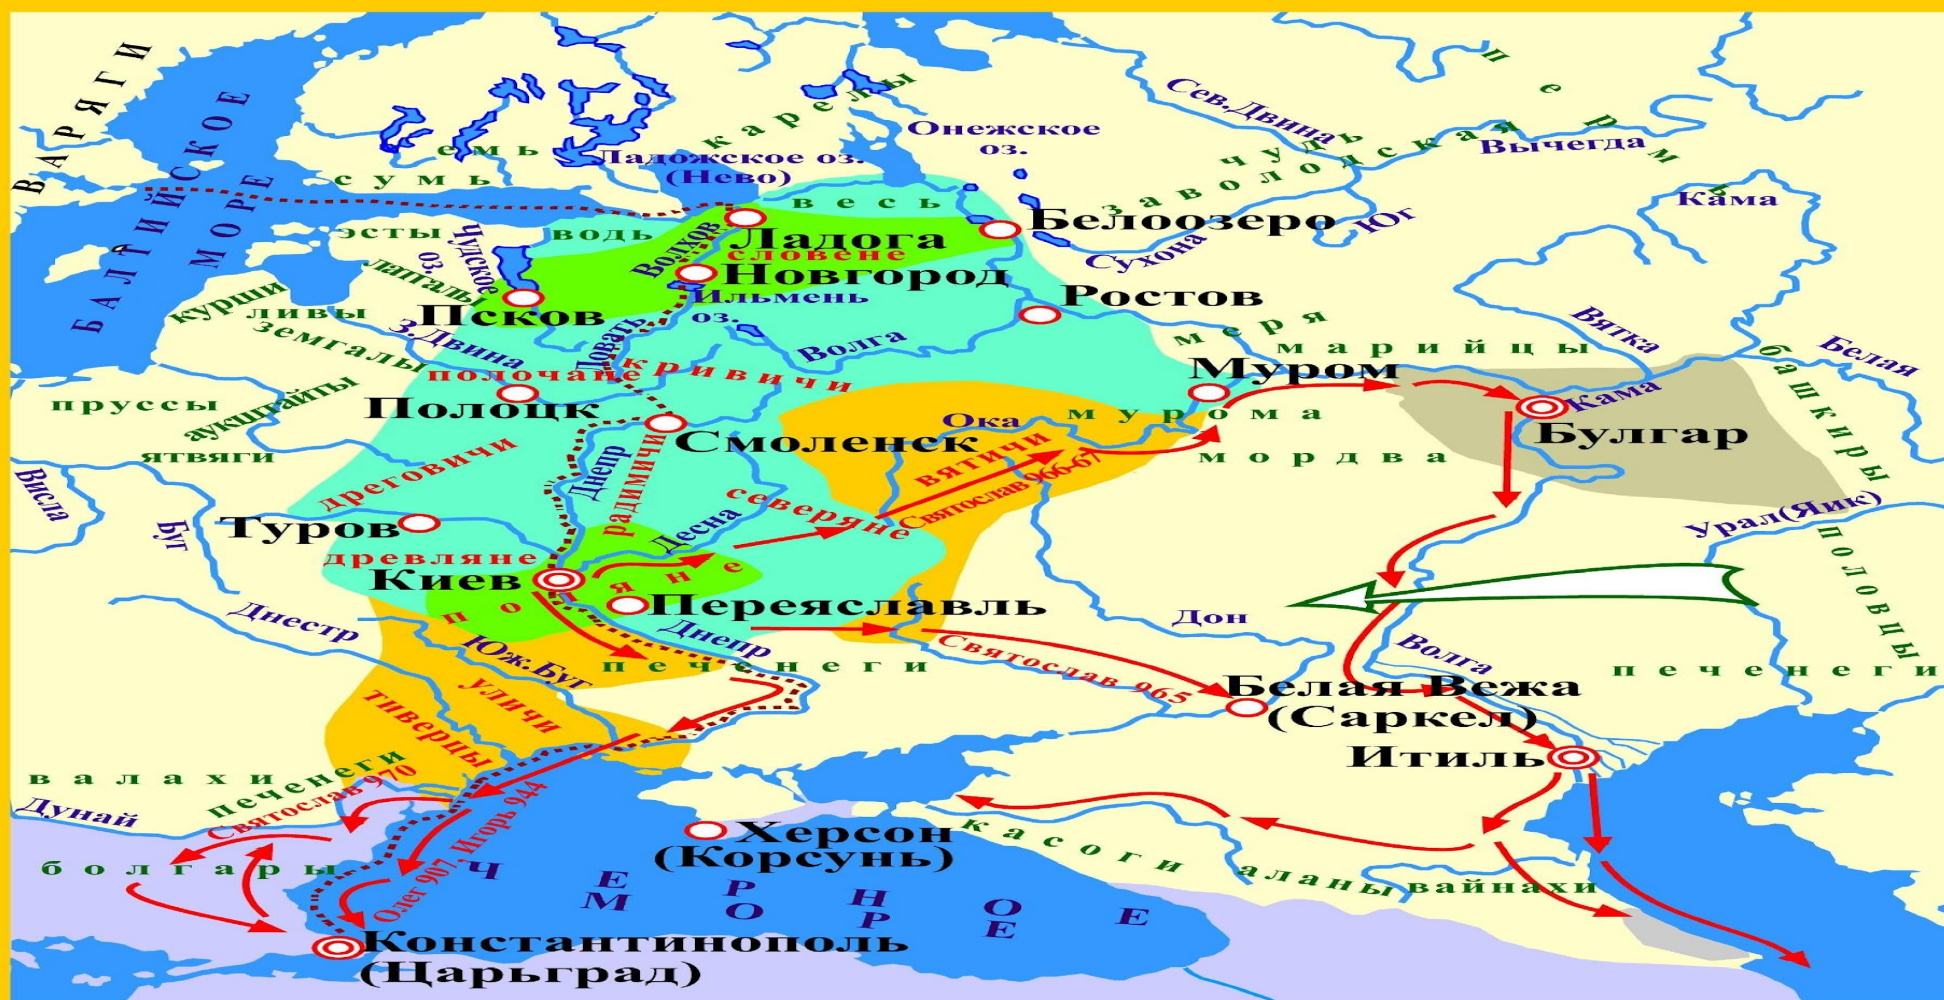 ВАРЯГИ
БАЛТИЙСКОЕ
МОРЕ
пермь
Сев.Двина
карелы
Онежское
оз.
Вычегда
чудь
заволодская
емь
Ладожское оз.
(Нево)
сумь
Кама
весь
Белоозеро
Юг
эсты
водь
Волхов
Ладога
словене
Сухона
Чудское
оз.
латгалы
Новгород
Ильмень
оз.
Ростов
курши
ливы
земгалы
Псков
З.Двина
Ловать
Волга
меря
марийцы
Вятка
Белая
башкиры
полочане
кривичи
Муром
пруссы
аукштайты
Полоцк
Ока
мурома
Кама
Булгар
Смоленск
ятвяги
вятичи
Святослав 966-67
мордва
Висла
Буг
дреговичи
Днепр
радимичи
северяне
Десна
Туров
Урал(Яик)
половцы
древляне
Киев
поляне
Переяславль
Днестр
Днепр
Дон
Юж.Буг
печенеги
Святослав 965
Волга
печенеги
уличи
тиверцы
Белая Вежа
(Саркел)
Итиль
валахи
печенеги
Святослав 970
Дунай
болгары
Олег 907, Игорь 944
Херсон
(Корсунь)
касоги
аланы
вайнахи
ЧЕРНОЕ
МОРЕ
Константинополь
(Царьград)